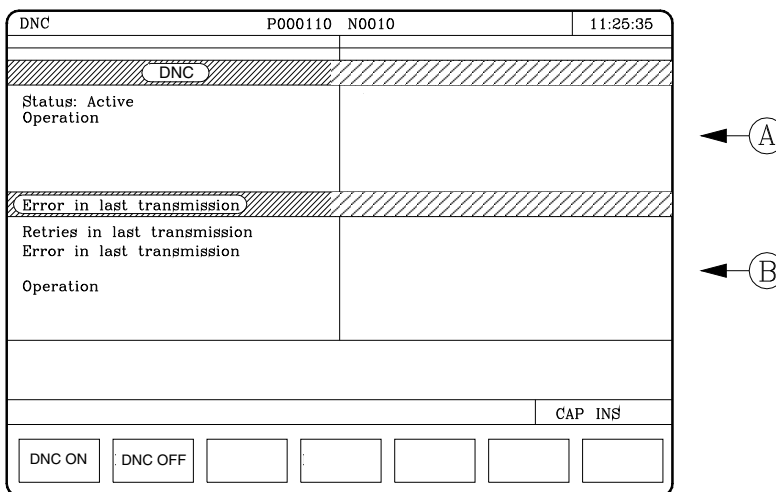 DNC P000110 N0010 11:25:35
DNC
Status: Active
Operation
A
Error in last transmission
Retries in last transmission
Error in last transmission
B
Operation
CAP INS
DNC ON DNC OFF